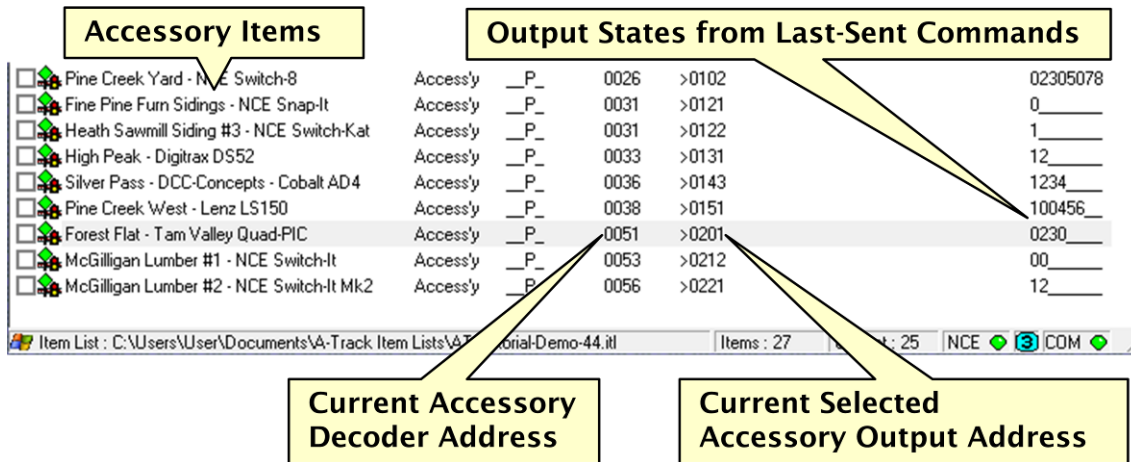 Accessory Items
Output States from Last-Sent Commands
Pine Creek Yard - N E Switch-8 Access'y __P_ 0026 >0102 02305078
Fine Pine Furn Sidings - NCE Snap-It Access'y __P_ 0031 >0121 0_______
Heath Sawmill Siding #3 - NCE Switch-Kat Access'y __P_ 0031 >0122 1_______
High Peak - Digitrax DS52 Access'y __P_ 0033 >0131 12______
Silver Pass - DCC-Concepts - Cobalt AD4 Access'y __P_ 0036 >0143 1234____
Pine Creek West - Lenz LS150 Access'y __P_ 0038 >0151 100456__
Forest Flat - Tam Valley Quad-PIC Access'y __P_ 0051 >0201 0230____
McGilligan Lumber #1 - NCE Switch-It Access'y __P_ 0053 >0212 00______
McGilligan Lumber #2 - NCE Switch-It Mk2 Access'y __P_ 0056 >0221 12______
Item List : C:\Users\User\Documents\A-Track Item Lists\AT orial-Demo-44.itl Items : 27 : 25 NCE 3 COM
Current Accessory
Decoder Address
Current Selected
Accessory Output Address